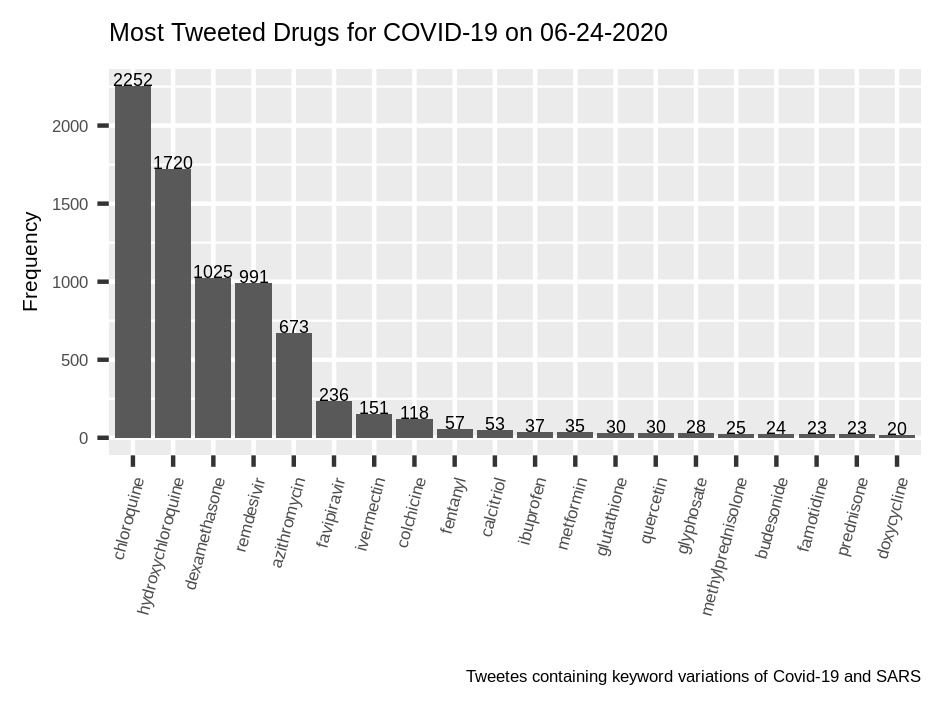 Most Tweeted Drugs for COVID-19 on 06-24-2020
Frequency
2000
1500
1000
500
0
2252
1720
1025
991
673
236
151
118
57
53
37
35
30
30
28
25
24
23
23
20
chloroquine
hydroxychloroquine
dexamethasone
remdesivir
azithromycin
favipiravir
ivermectin
colchicine
fentanyl
calcitriol
ibuprofen
metformin
glutathione
quercetin
glyphosate
methylprednisolone
budesonide
famotidine
prednisone
doxycycline
Tweetes containing keyword variations of Covid-19 and SARS